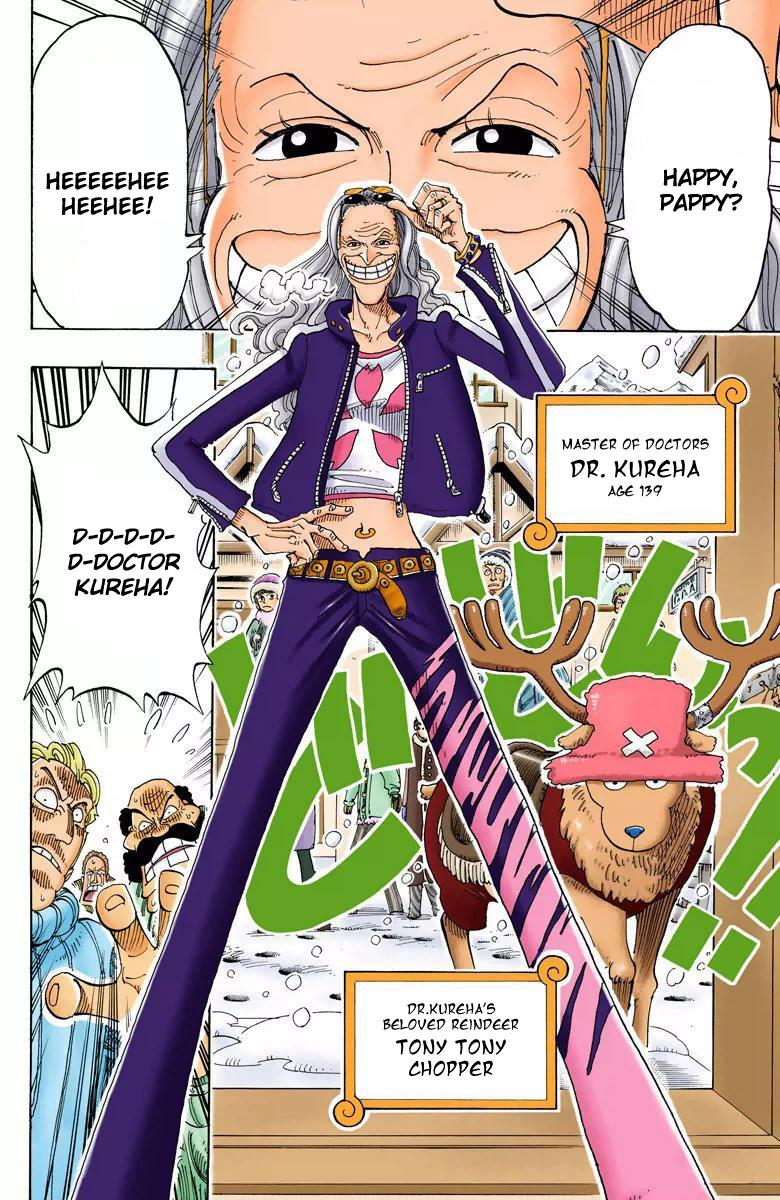 HAPPY,
PAPPY?
HEEEEEHEE
HEEHEE!
MASTER OF DOCTORS
DR. KUREHA
AGE 139
D-D-D-D-
D-DOCTOR
KUREHA!
DR.KUREHA'S
BELOVED REINDEER
TONY TONY
CHOPPER